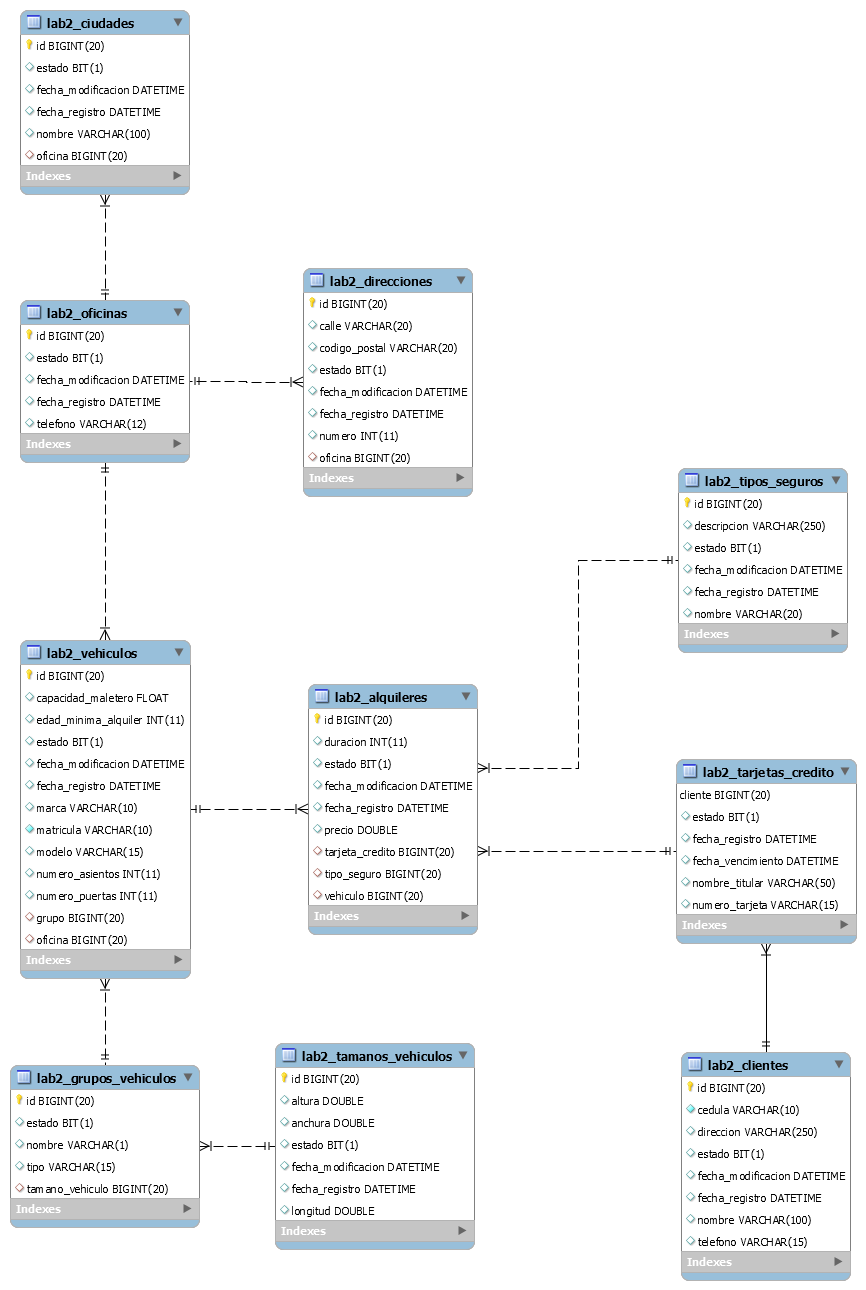 lab2_ciudades
id BIGINT(20)
estado BIT(1)
fecha_modificacion DATETIME
fecha_registro DATETIME
nombre VARCHAR(100)
oficina BIGINT(20)
Indexes
lab2_oficinas
id BIGINT(20)
estado BIT(1)
fecha_modificacion DATETIME
fecha_registro DATETIME
telefono VARCHAR(12)
Indexes
lab2_direcciones
id BIGINT(20)
calle VARCHAR(20)
codigo_postal VARCHAR(20)
estado BIT(1)
fecha_modificacion DATETIME
fecha_registro DATETIME
numero INT(11)
oficina BIGINT(20)
Indexes
lab2_tipos_seguros
id BIGINT(20)
descripcion VARCHAR(250)
estado BIT(1)
fecha_modificacion DATETIME
fecha_registro DATETIME
nombre VARCHAR(20)
Indexes
lab2_vehiculos
id BIGINT(20)
capacidad_maletero FLOAT
edad_minima_alquiler INT(11)
estado BIT(1)
fecha_modificacion DATETIME
fecha_registro DATETIME
marca VARCHAR(10)
matricula VARCHAR(10)
modelo VARCHAR(15)
numero_asientos INT(11)
numero_puertas INT(11)
grupo BIGINT(20)
oficina BIGINT(20)
Indexes
lab2_alquileres
id BIGINT(20)
duracion INT(11)
estado BIT(1)
fecha_modificacion DATETIME
fecha_registro DATETIME
precio DOUBLE
tarjeta_credito BIGINT(20)
tipo_seguro BIGINT(20)
vehiculo BIGINT(20)
Indexes
lab2_tarjetas_credito
cliente BIGINT(20)
estado BIT(1)
fecha_registro DATETIME
fecha_vencimiento DATETIME
nombre_titular VARCHAR(50)
numero_tarjeta VARCHAR(15)
Indexes
lab2_grupos_vehiculos
id BIGINT(20)
estado BIT(1)
nombre VARCHAR(1)
tipo VARCHAR(15)
tamano_vehiculo BIGINT(20)
Indexes
lab2_tamanos_vehiculos
id BIGINT(20)
altura DOUBLE
anchura DOUBLE
estado BIT(1)
fecha_modificacion DATETIME
fecha_registro DATETIME
longitud DOUBLE
Indexes
lab2_clientes
id BIGINT(20)
cedula VARCHAR(10)
direccion VARCHAR(250)
estado BIT(1)
fecha_modificacion DATETIME
fecha_registro DATETIME
nombre VARCHAR(100)
telefono VARCHAR(15)
Indexes